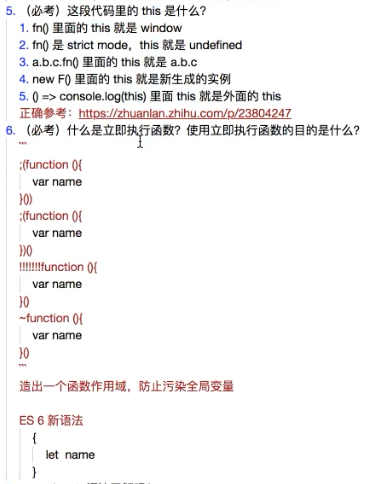 5. （必考）这段代码里的 this 是什么?
1. fn() 里面的 this 就是 window
2. fn() 是 strict mode，this 就是 undefined
3. a.b.c.fn() 里面的 this 就是 a.b.c
4. new F() 里面的 this 就是新生成的实例
5. () => console.log(this) 里面 this 就是外面的 this
正确参考：https://zhuanlan.zhihu.com/p/23804247
6. （必考）什么是立即执行函数？使用立即执行函数的目的是什么?
```
;(function (){
var name
}())
;(function (){
var name
})()
!!!!!!!function (){
var name
}()
~function (){
var name
}()
```
造出一个函数作用域，防止污染全局变量
ES 6 新语法
{
let name
}